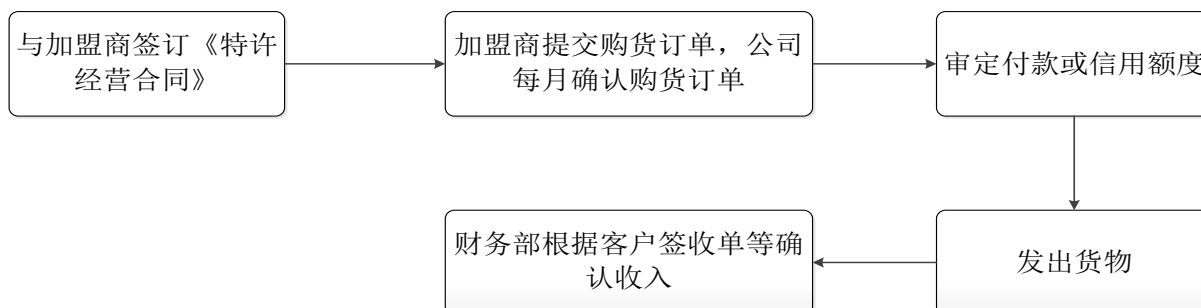 与加盟商签订《特许
经营合同》
加盟商提交购货订单，公司
每月确认购货订单
审定付款或信用额度
发出货物
财务部根据客户签收单等确
认收入